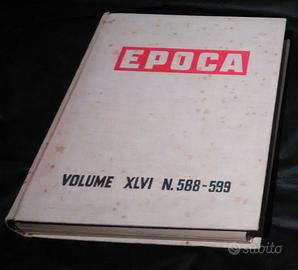 EPOCA
VOLUME XLVI N.588-599
subito